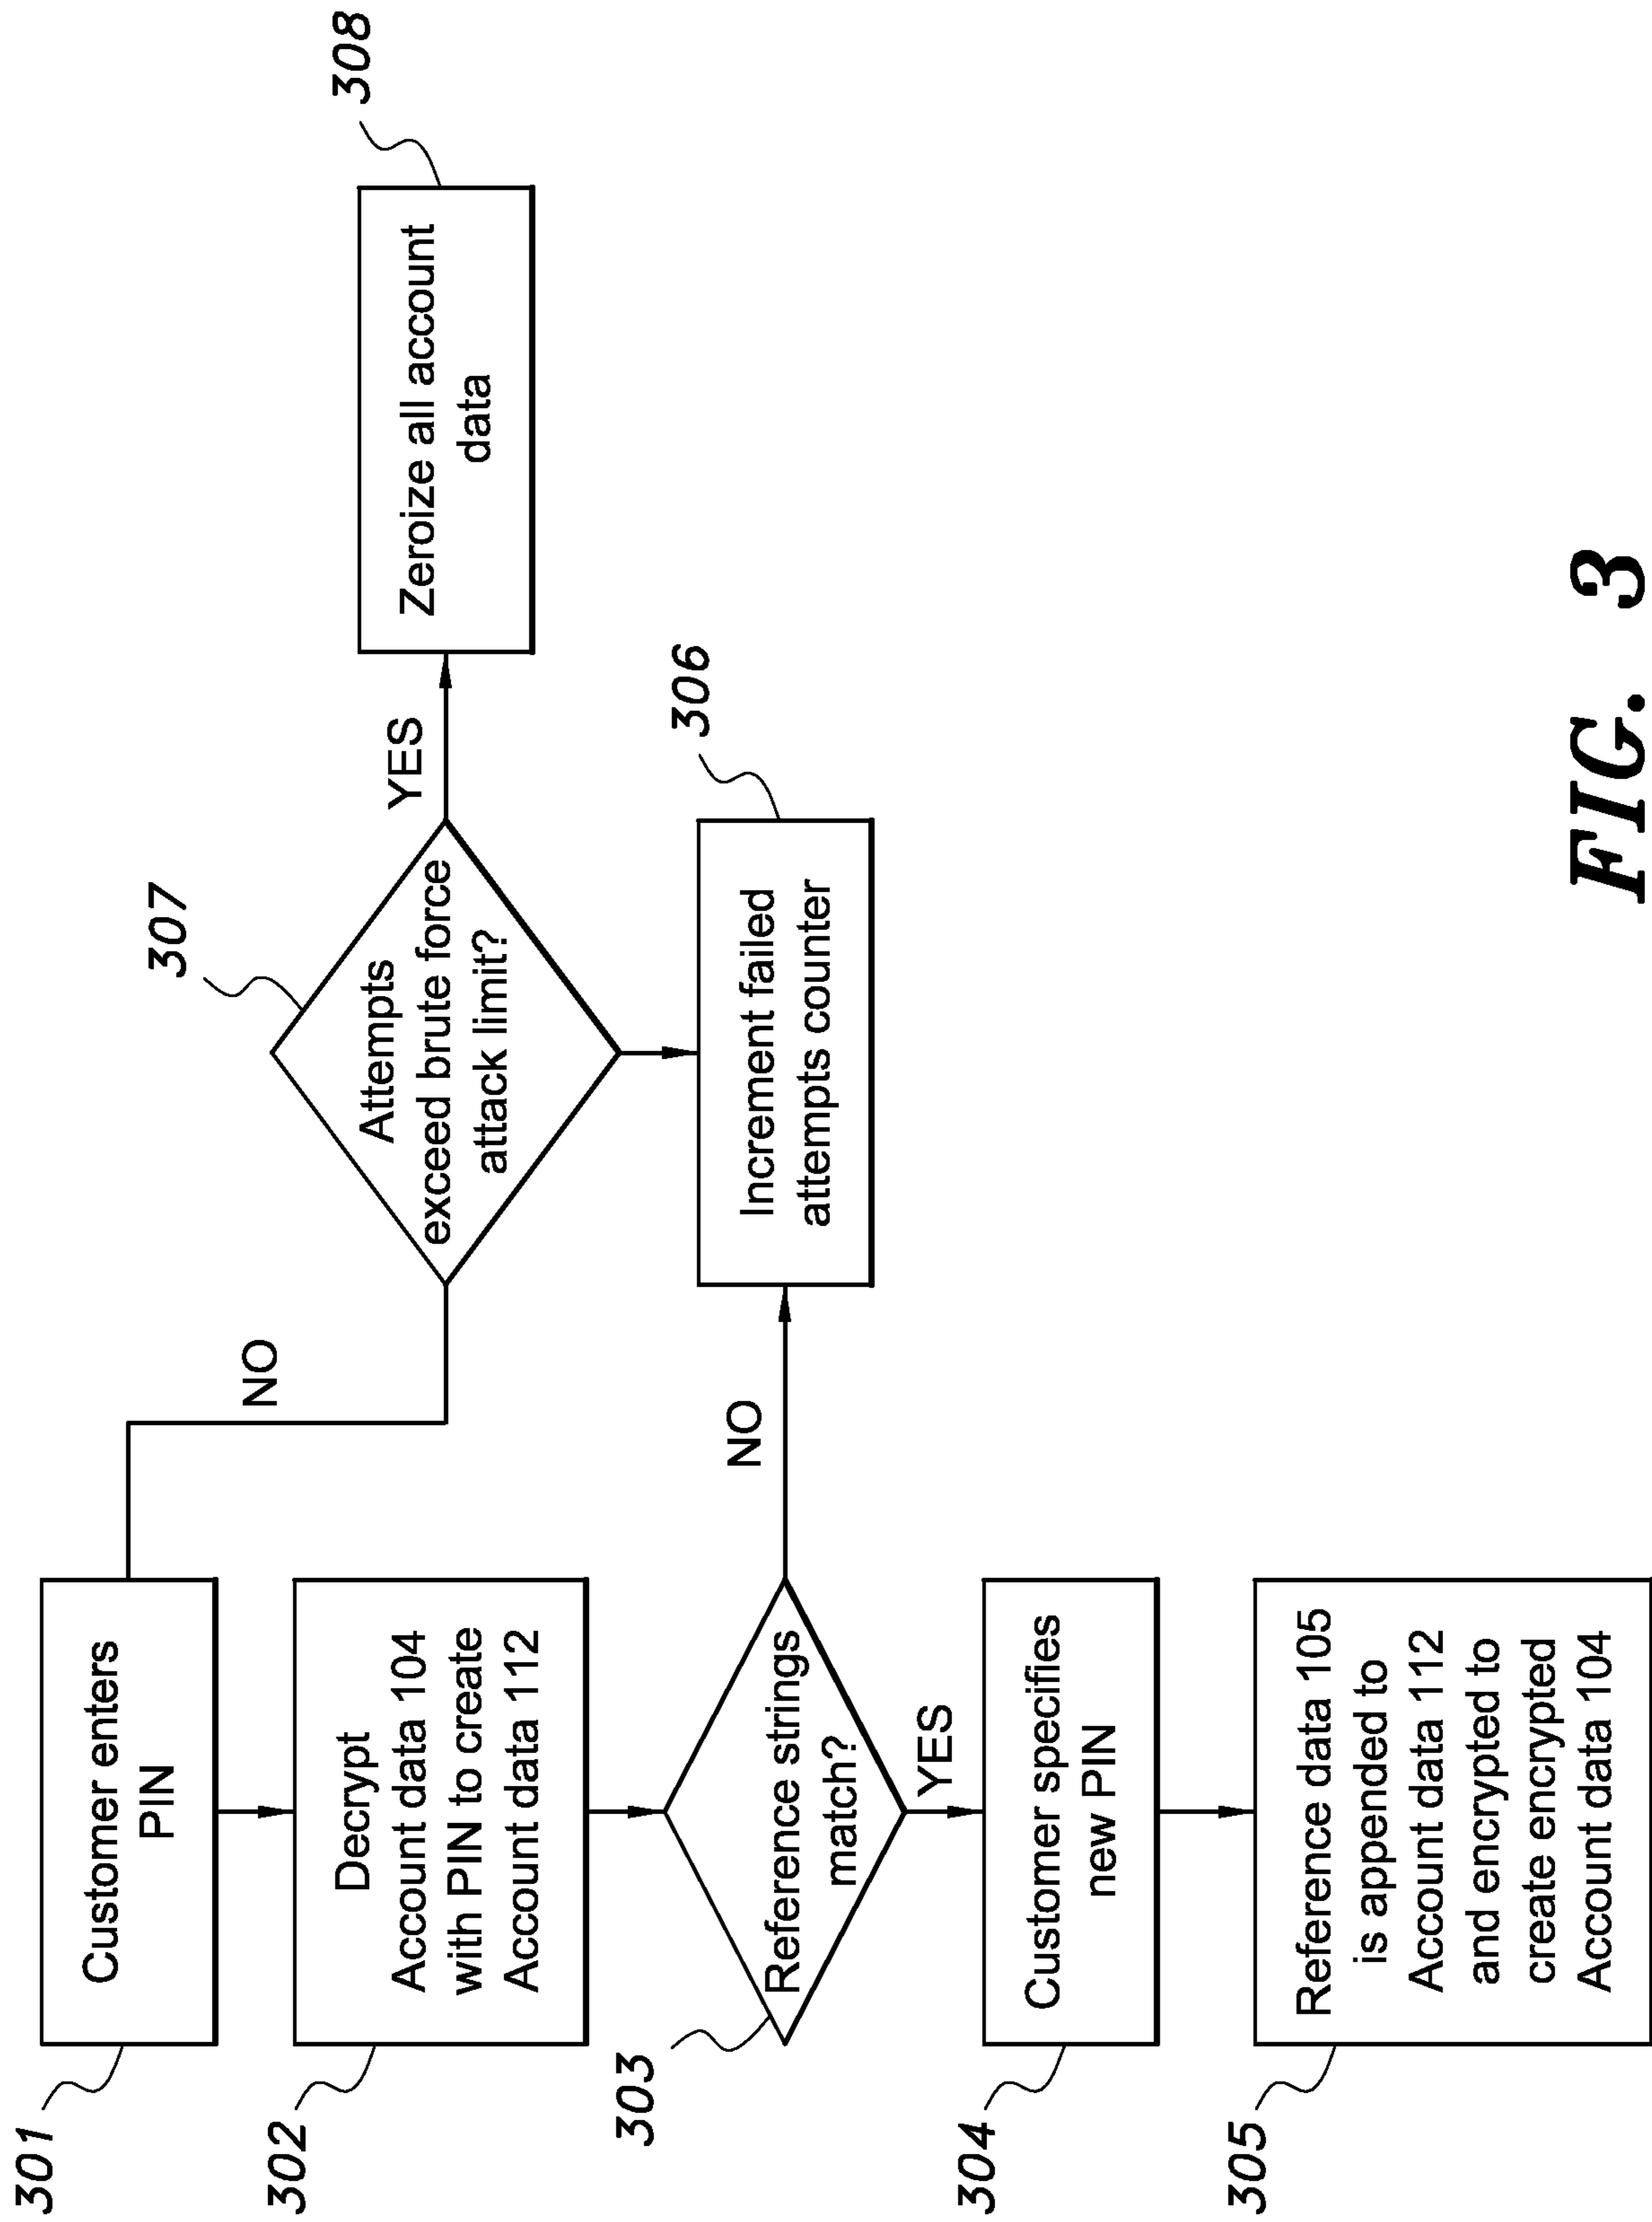 301
Customer enters
PIN
302
Decrypt
Account data 104
with PIN to create
Account data 112
303
Reference strings
match?
YES
304
Customer specifies
new PIN
305
Reference data 105
is appended to
Account data 112
and encrypted to
create encrypted
Account data 104
NO
NO
307
Attempts
exceed brute force
attack limit?
YES
308
Zeroize all account
data
306
Increment failed
attempts counter
FIG. 3